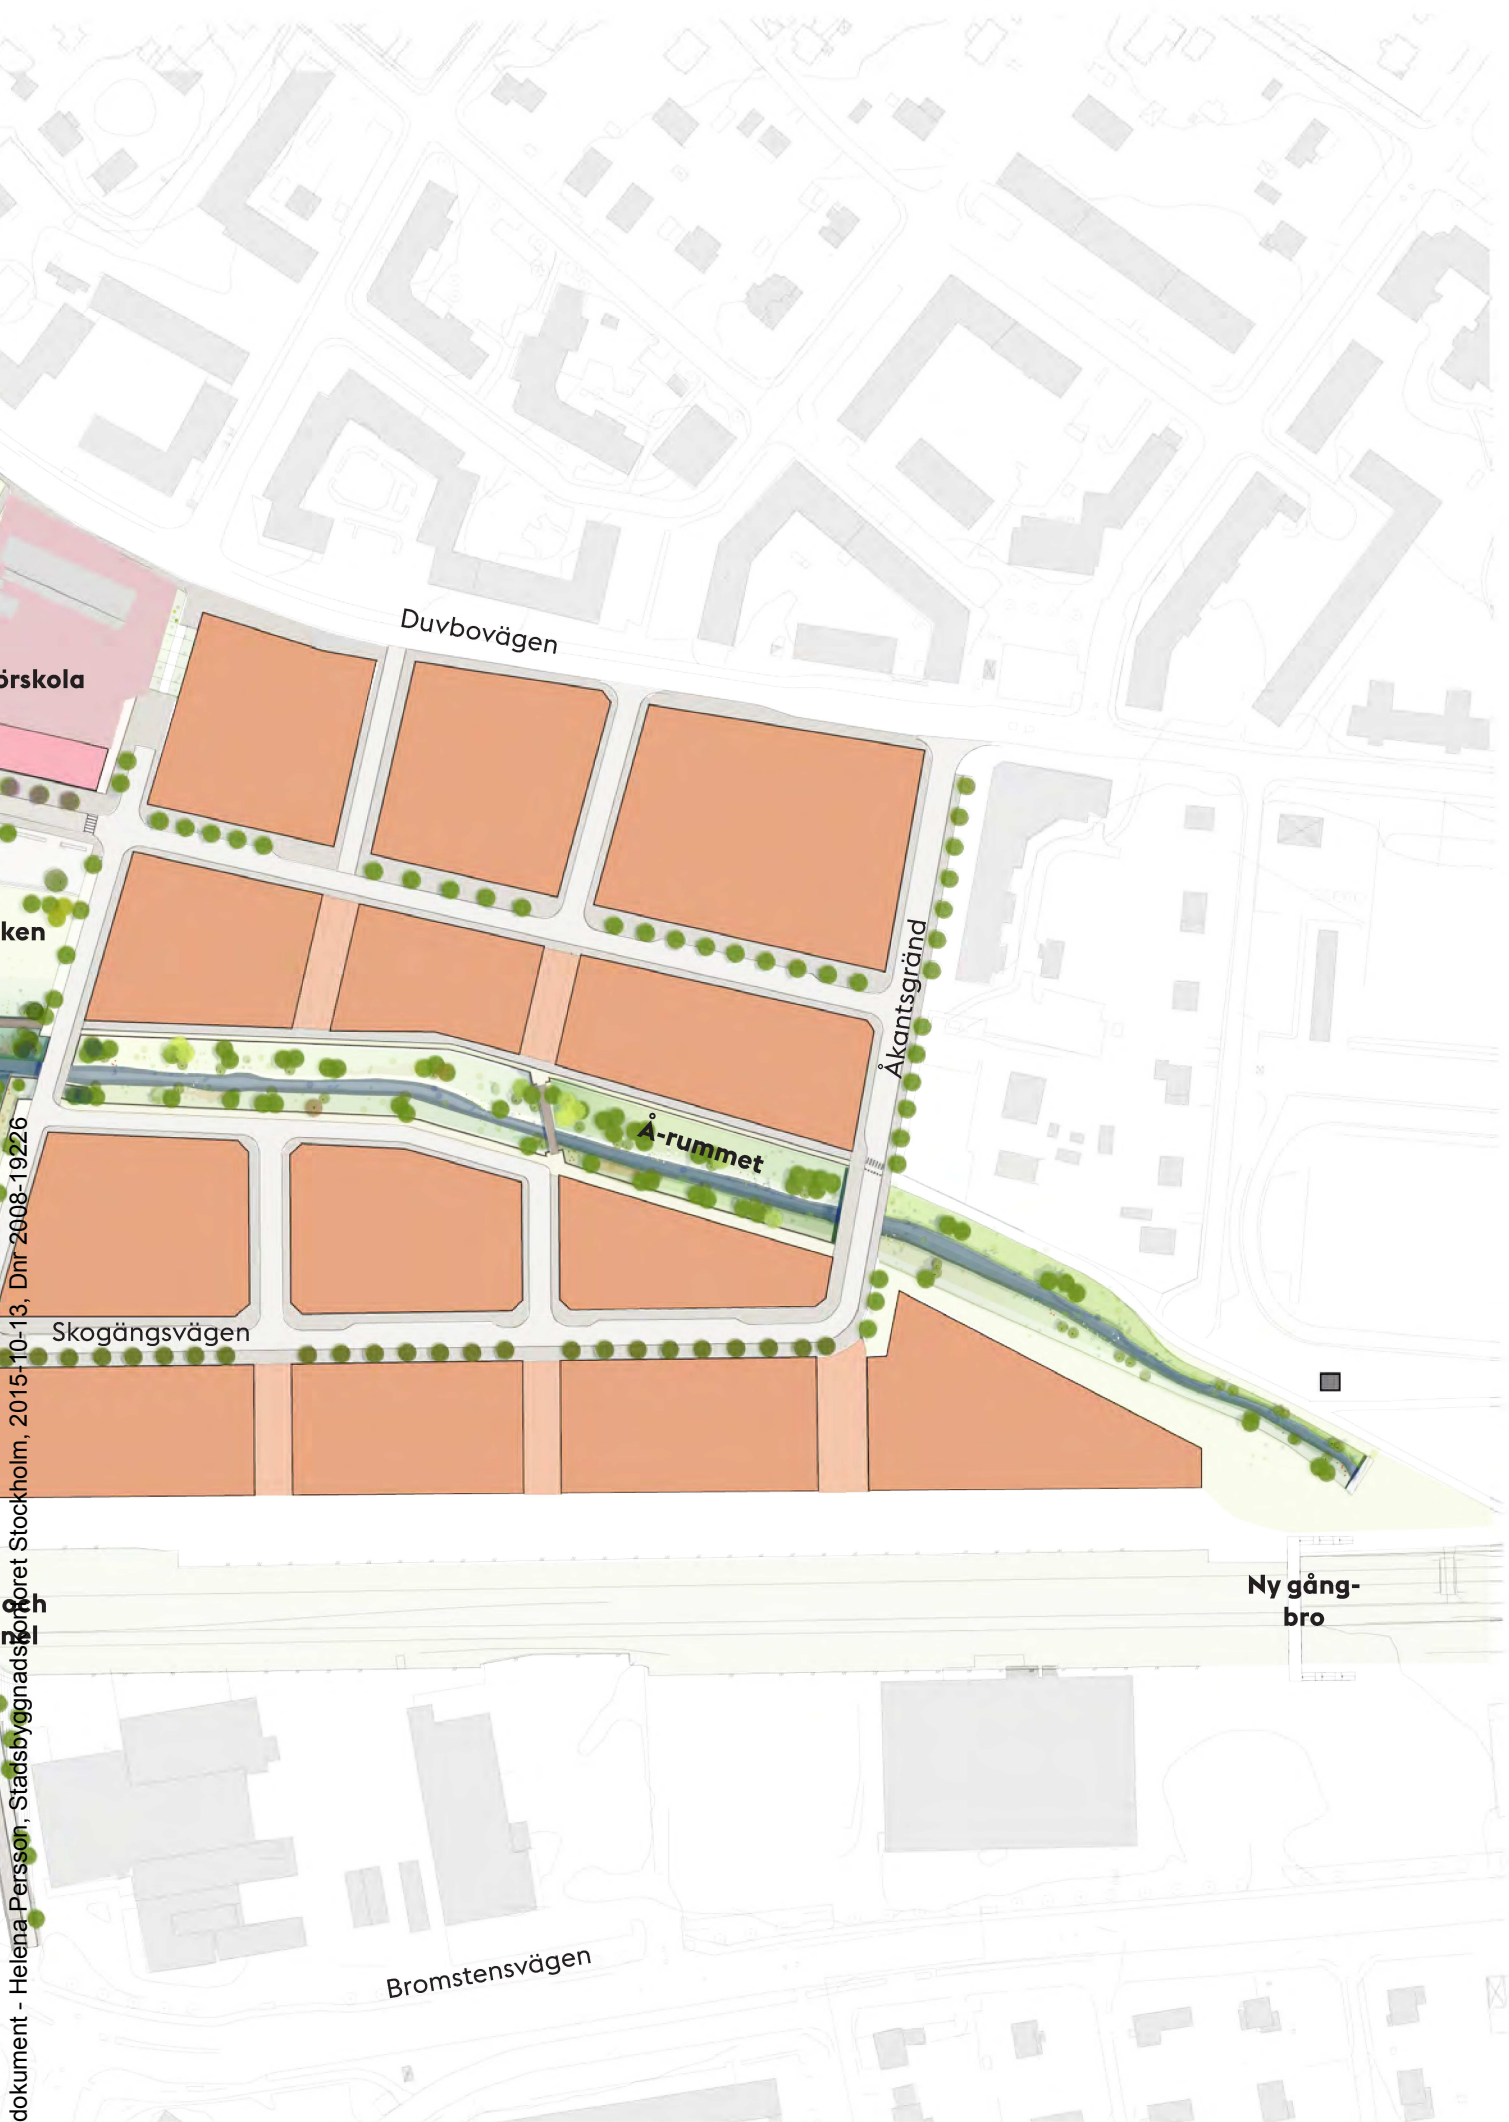 Duvbovägen
örskola
ken
Åkantsgränd
Å-rummet
Skogängsvägen
och
nel
Ny gång-
bro
Bromstensvägen
dokument - Helena Persson, Stadsbyggnadskontoret Stockholm, 2015-10-13, Dnr 2008-19226